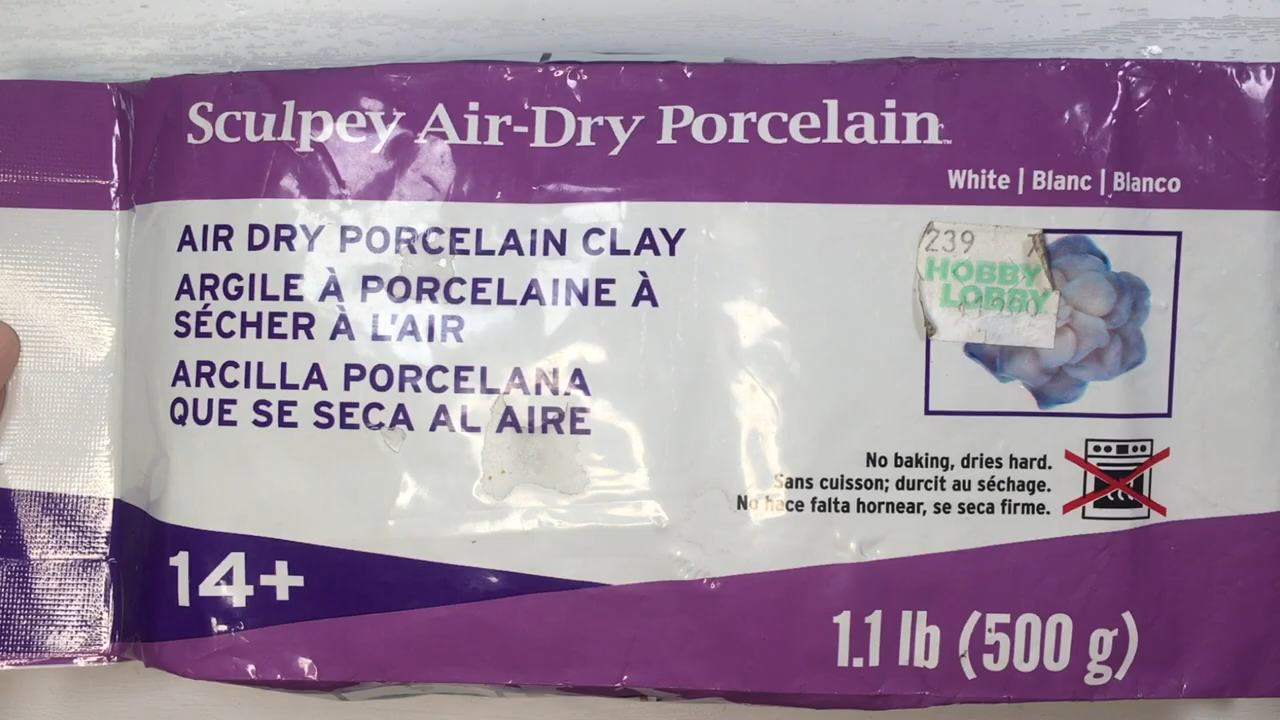 Sculpey Air-Dry Porcelain™
White | Blanc | Blanco
AIR DRY PORCELAIN CLAY
ARGILE À PORCELAINE À
SÉCHER À L'AIR
ARCILLA PORCELANA
QUE SE SECA AL AIRE
239
HOBBY
LOBBY
No baking, dries hard.
Sans cuisson; durcit au séchage.
No hace falta hornear, se seca firme.
14+
1.1 lb (500 g)